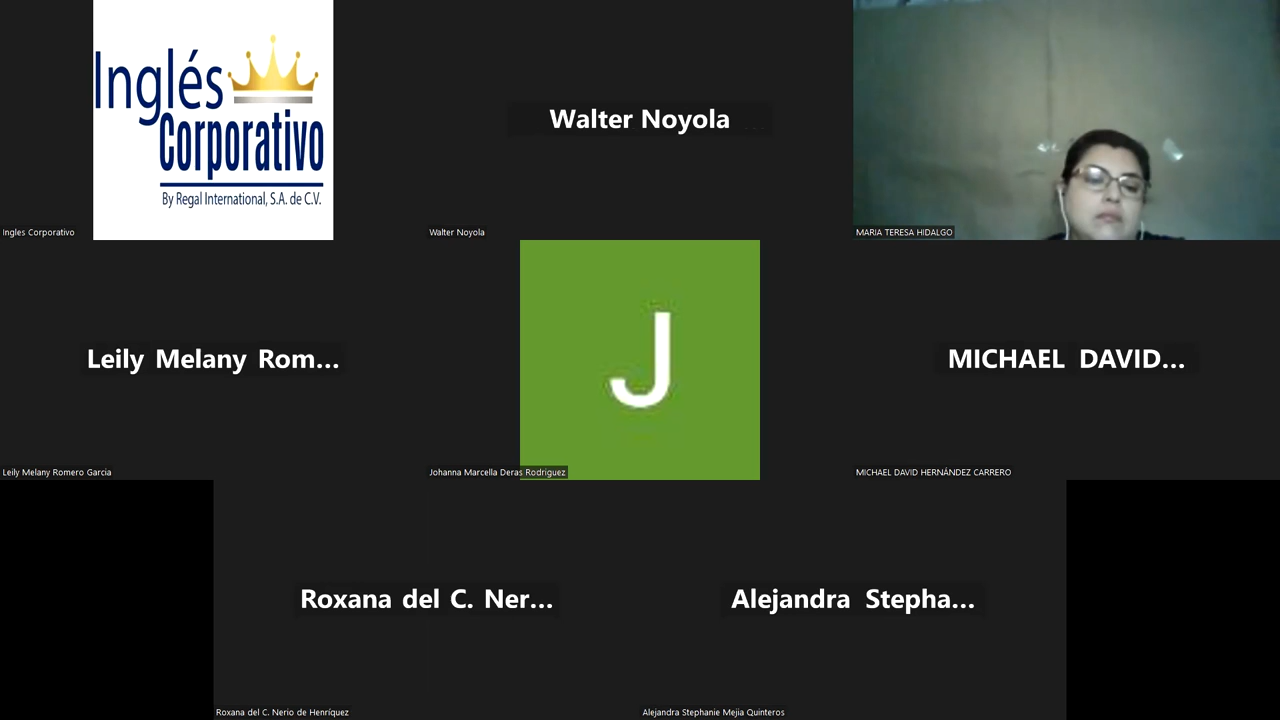 Inglés
Corporativo
By Regal International, S.A. de C.V.
Ingles Corporativo
Walter Noyola
Walter Noyola
MARIA TERESA HIDALGO
Leily Melany Rom...
Leily Melany Romero Garcia
J
Johanna Marcella Deras Rodriguez
MICHAEL DAVID...
MICHAEL DAVID HERNÁNDEZ CARRERO
Roxana del C. Ner...
Roxana del C. Nerio de Henríquez
Alejandra Stepha...
Alejandra Stephanie Mejia Quinteros